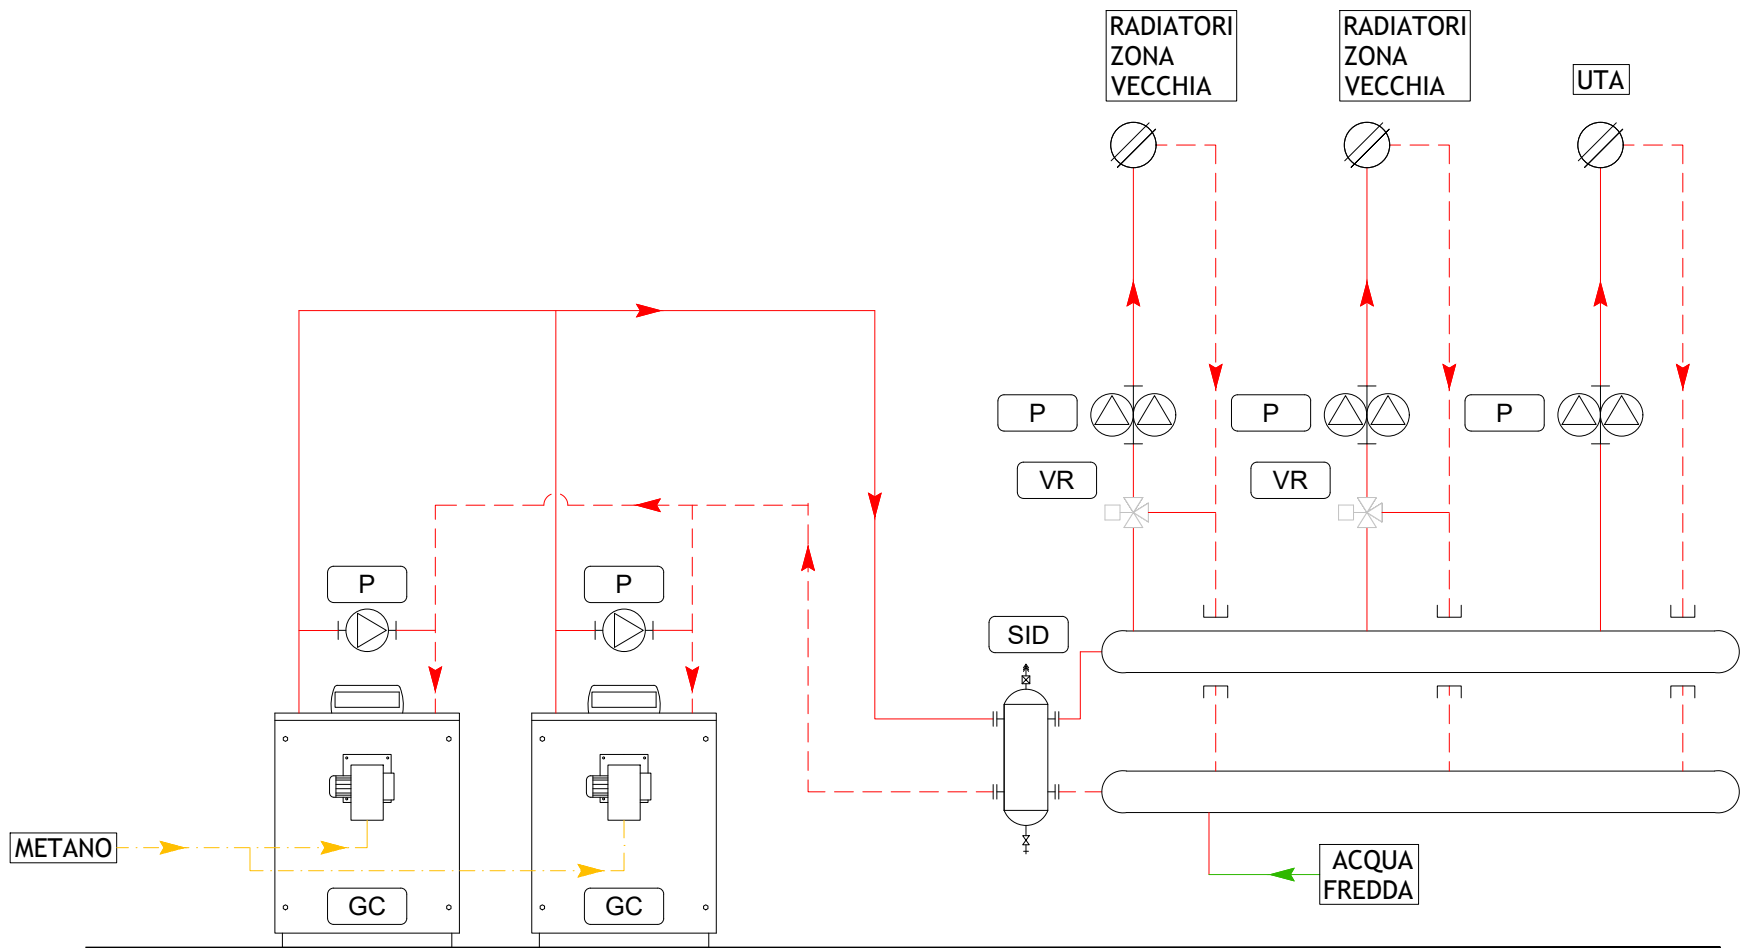 RADIATORI
ZONA
VECCHIA
RADIATORI
ZONA
VECCHIA
UTA
P
P
P
VR
VR
P
P
SID
METANO
ACQUA
FREDDA
GC
GC